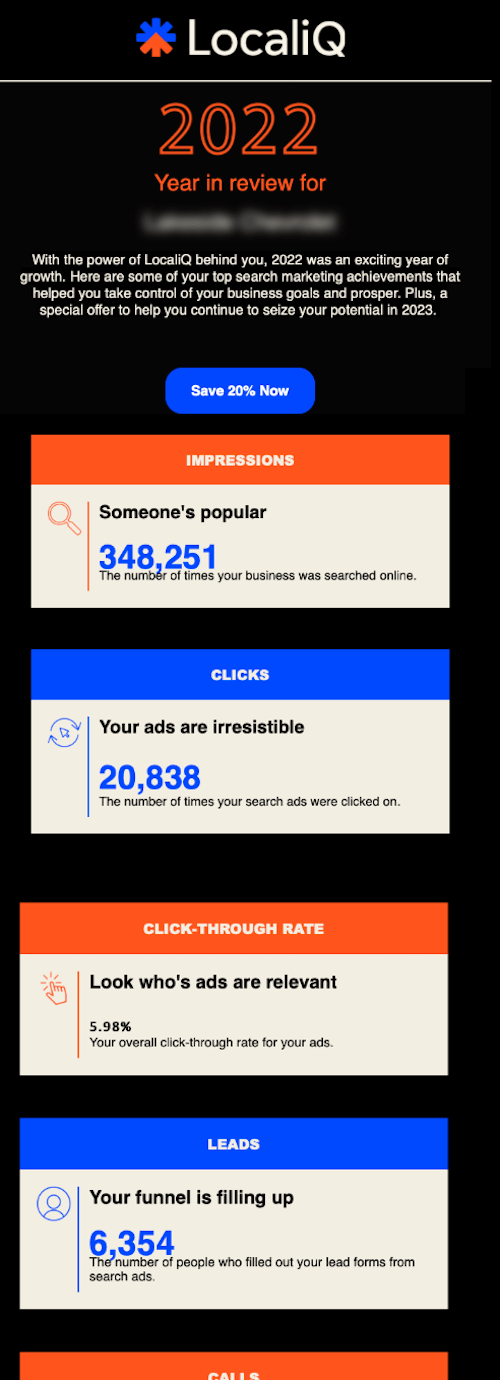 LocaliQ
2022
Year in review for
With the power of LocaliQ behind you, 2022 was an exciting year of
growth. Here are some of your top search marketing achievements that
helped you take control of your business goals and prosper. Plus, a
special offer to help you continue to seize your potential in 2023.
Save 20% Now
IMPRESSIONS
Someone's popular
348,251
The number of times your business was searched online.
CLICKS
Your ads are irresistible
20,838
The number of times your search ads were clicked on.
CLICK-THROUGH RATE
Look who's ads are relevant
5.98%
Your overall click-through rate for your ads.
LEADS
Your funnel is filling up
6,354
The number of people who filled out your lead forms from
search ads.
CALLS